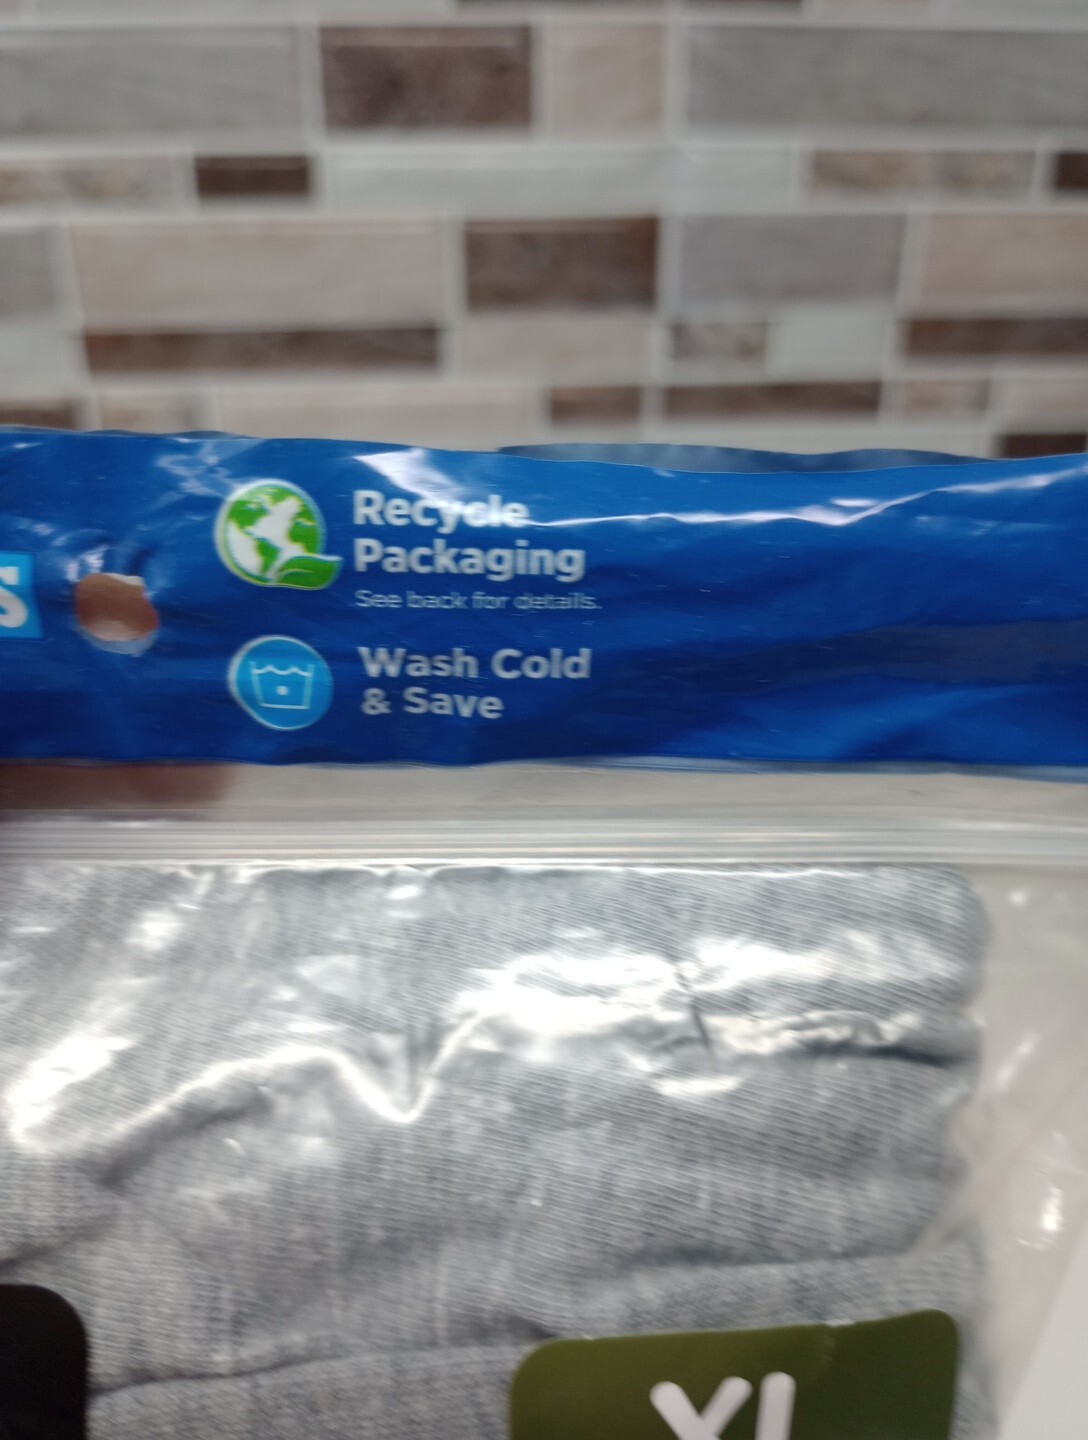 S
Recycle
Packaging
See back for details.
Wash Cold
& Save
XL